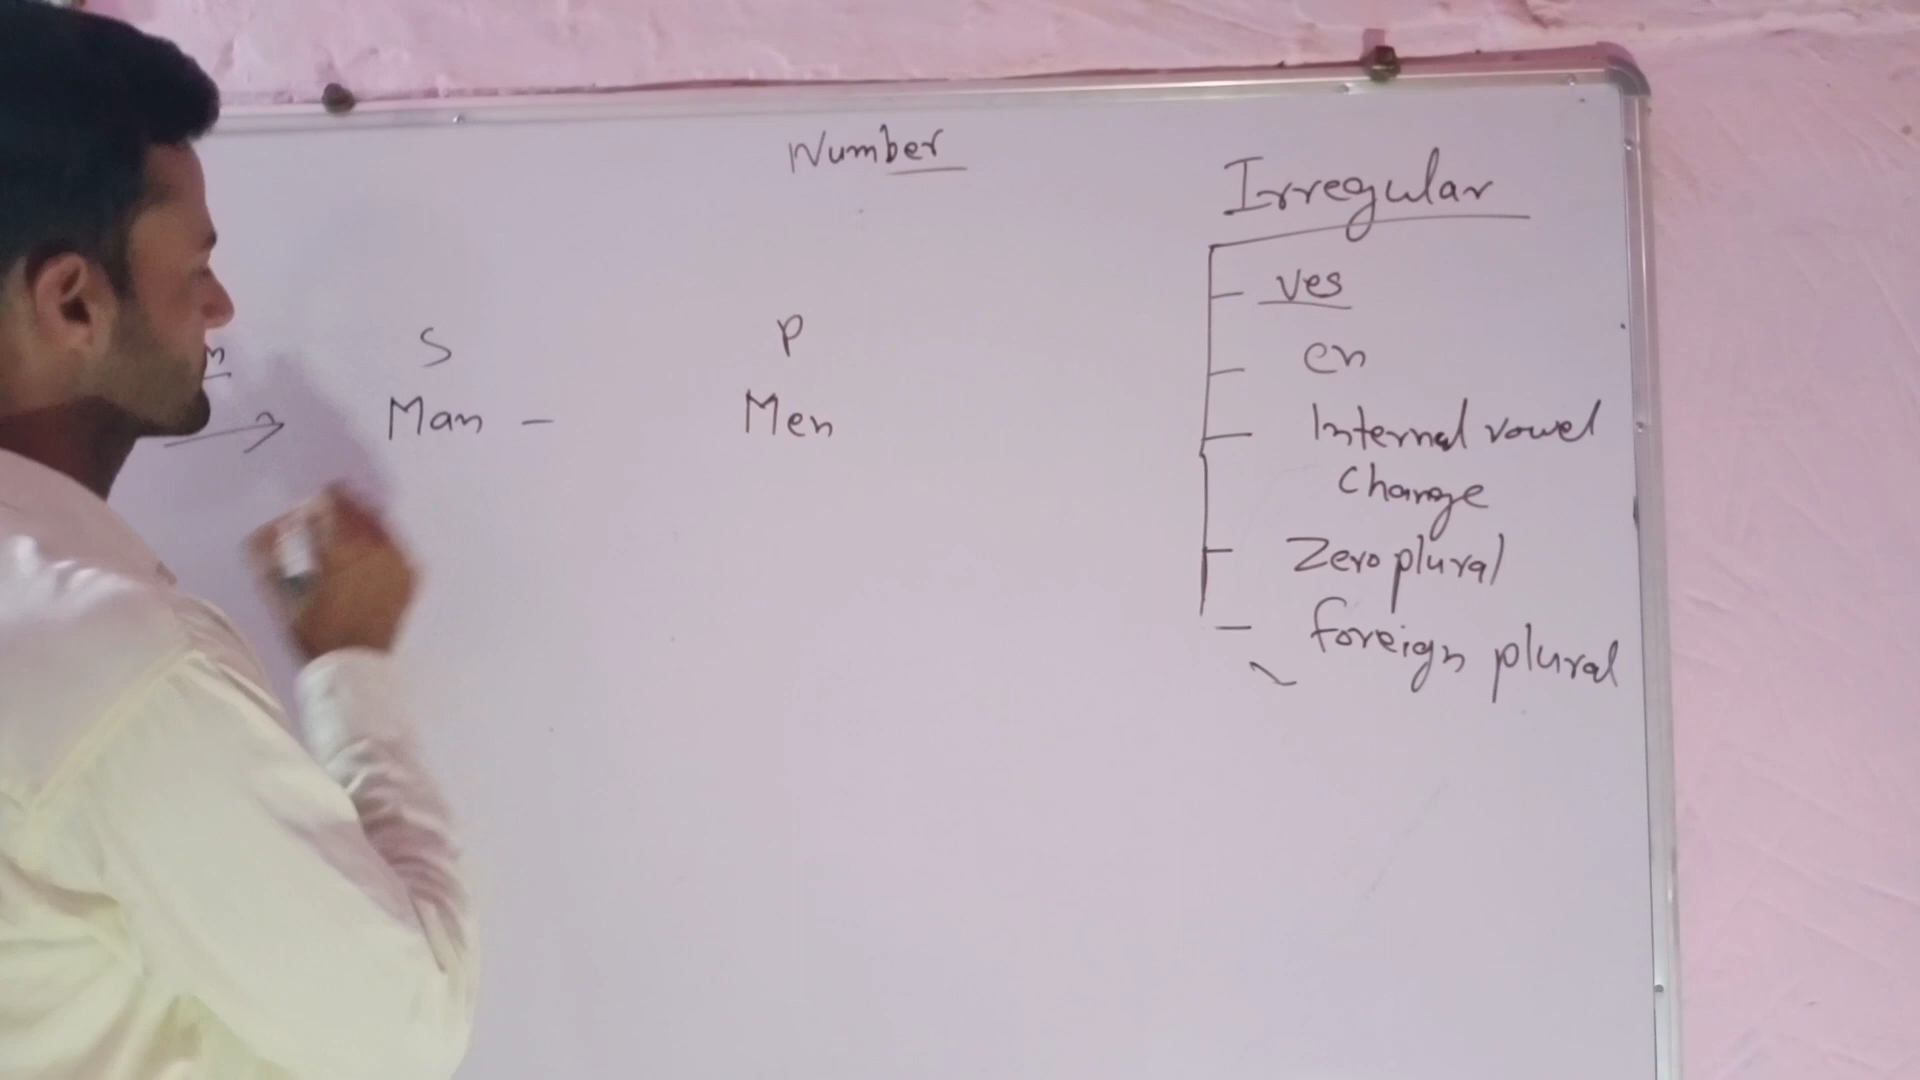 Number
Irregular
ves
en
Internal vowel
change
Zero plural
foreign plural
S P
Man - Men